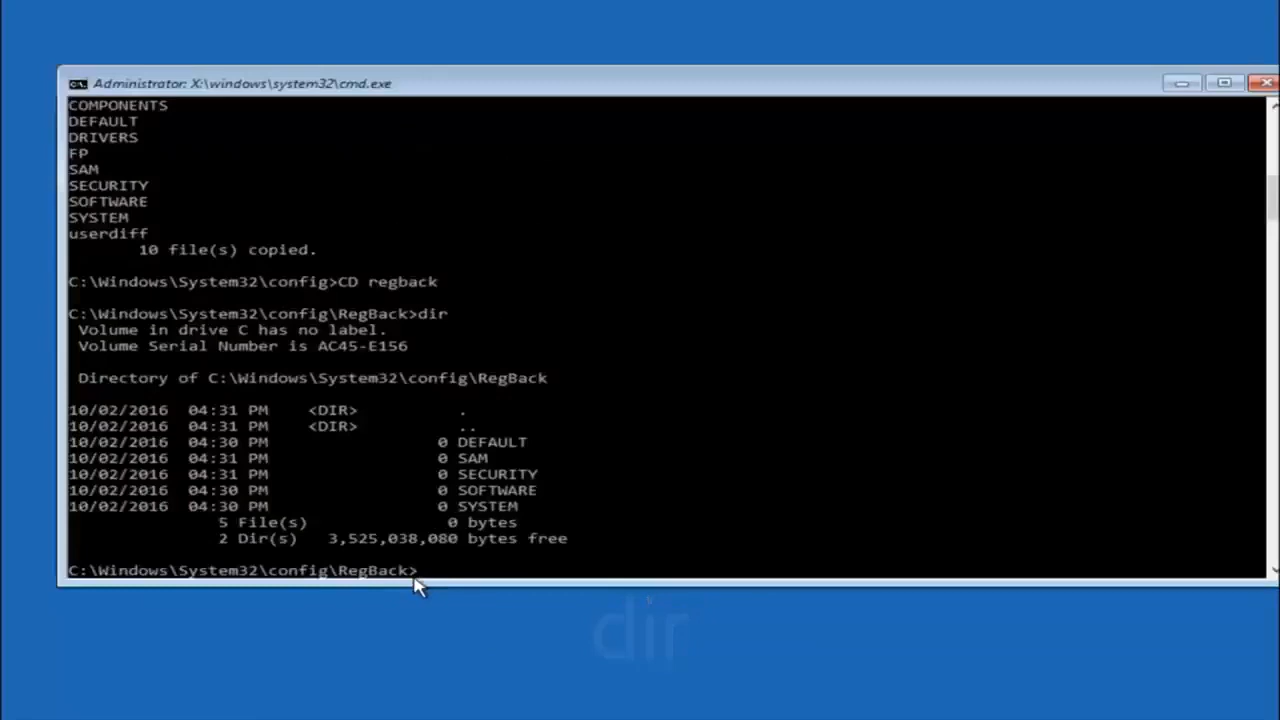 Administrator: X:\windows\system32\cmd.exe
COMPONENTS
DEFAULT
DRIVERS
FP
SAM
SECURITY
SOFTWARE
SYSTEM
userdiff
10 file(s) copied.
C:\Windows\System32\config>CD regback
C:\Windows\System32\config\RegBack>dir
Volume in drive C has no label.
Volume Serial Number is AC45-E156
Directory of C:\Windows\System32\config\RegBack
10/02/2016 04:31 PM <DIR> .
10/02/2016 04:31 PM <DIR> ..
10/02/2016 04:30 PM 0 DEFAULT
10/02/2016 04:31 PM 0 SAM
10/02/2016 04:31 PM 0 SECURITY
10/02/2016 04:30 PM 0 SOFTWARE
10/02/2016 04:30 PM 0 SYSTEM
5 File(s) 0 bytes
2 Dir(s) 3,525,038,080 bytes free
C:\Windows\System32\config\RegBack>
dir